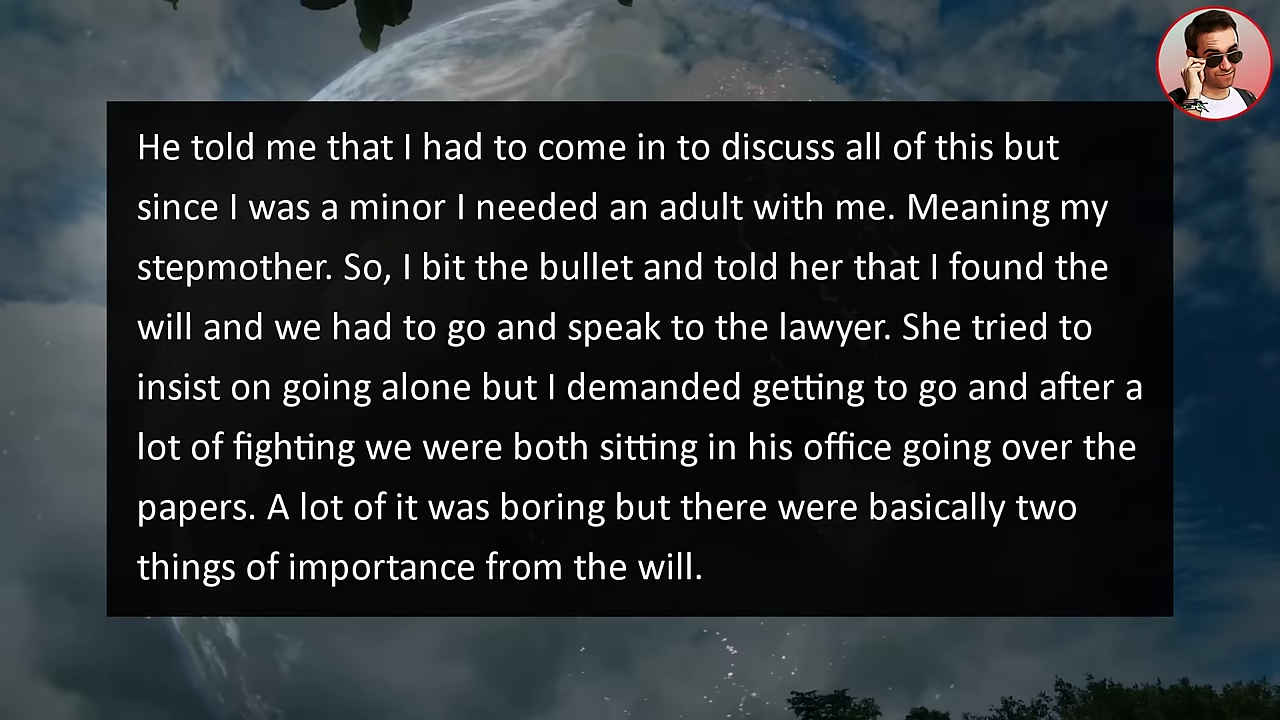 He told me that I had to come in to discuss all of this but
since I was a minor I needed an adult with me. Meaning my
stepmother. So, I bit the bullet and told her that I found the
will and we had to go and speak to the lawyer. She tried to
insist on going alone but I demanded getting to go and after a
lot of fighting we were both sitting in his office going over the
papers. A lot of it was boring but there were basically two
things of importance from the will.